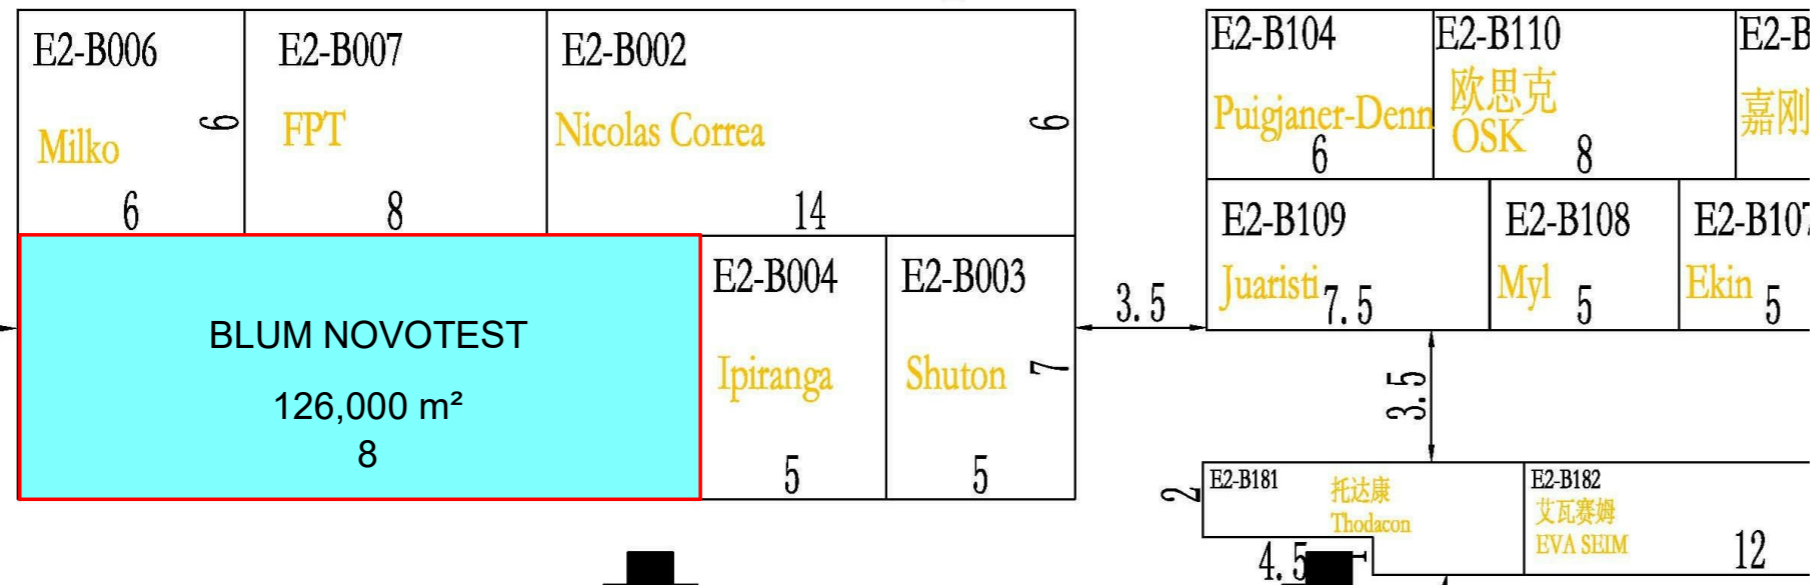 E2-B006
Milko
6
6
E2-B007
FPT
8
E2-B002
Nicolas Correa
6
14
BLUM NOVOTEST
126,000 m²
8
E2-B004
Ipiranga
5
E2-B003
Shuton
7
5
3.5
E2-B104
Puigjaner-Denn
6
E2-B110
欧思克
OSK
8
E2-B
嘉刚
E2-B109
Juaristi
7.5
E2-B108
Myl
5
E2-B107
Ekin
5
3.5
2
E2-B181
托达康
Thodacon
4.5
1
E2-B182
艾瓦赛姆
EVA SEIM
12